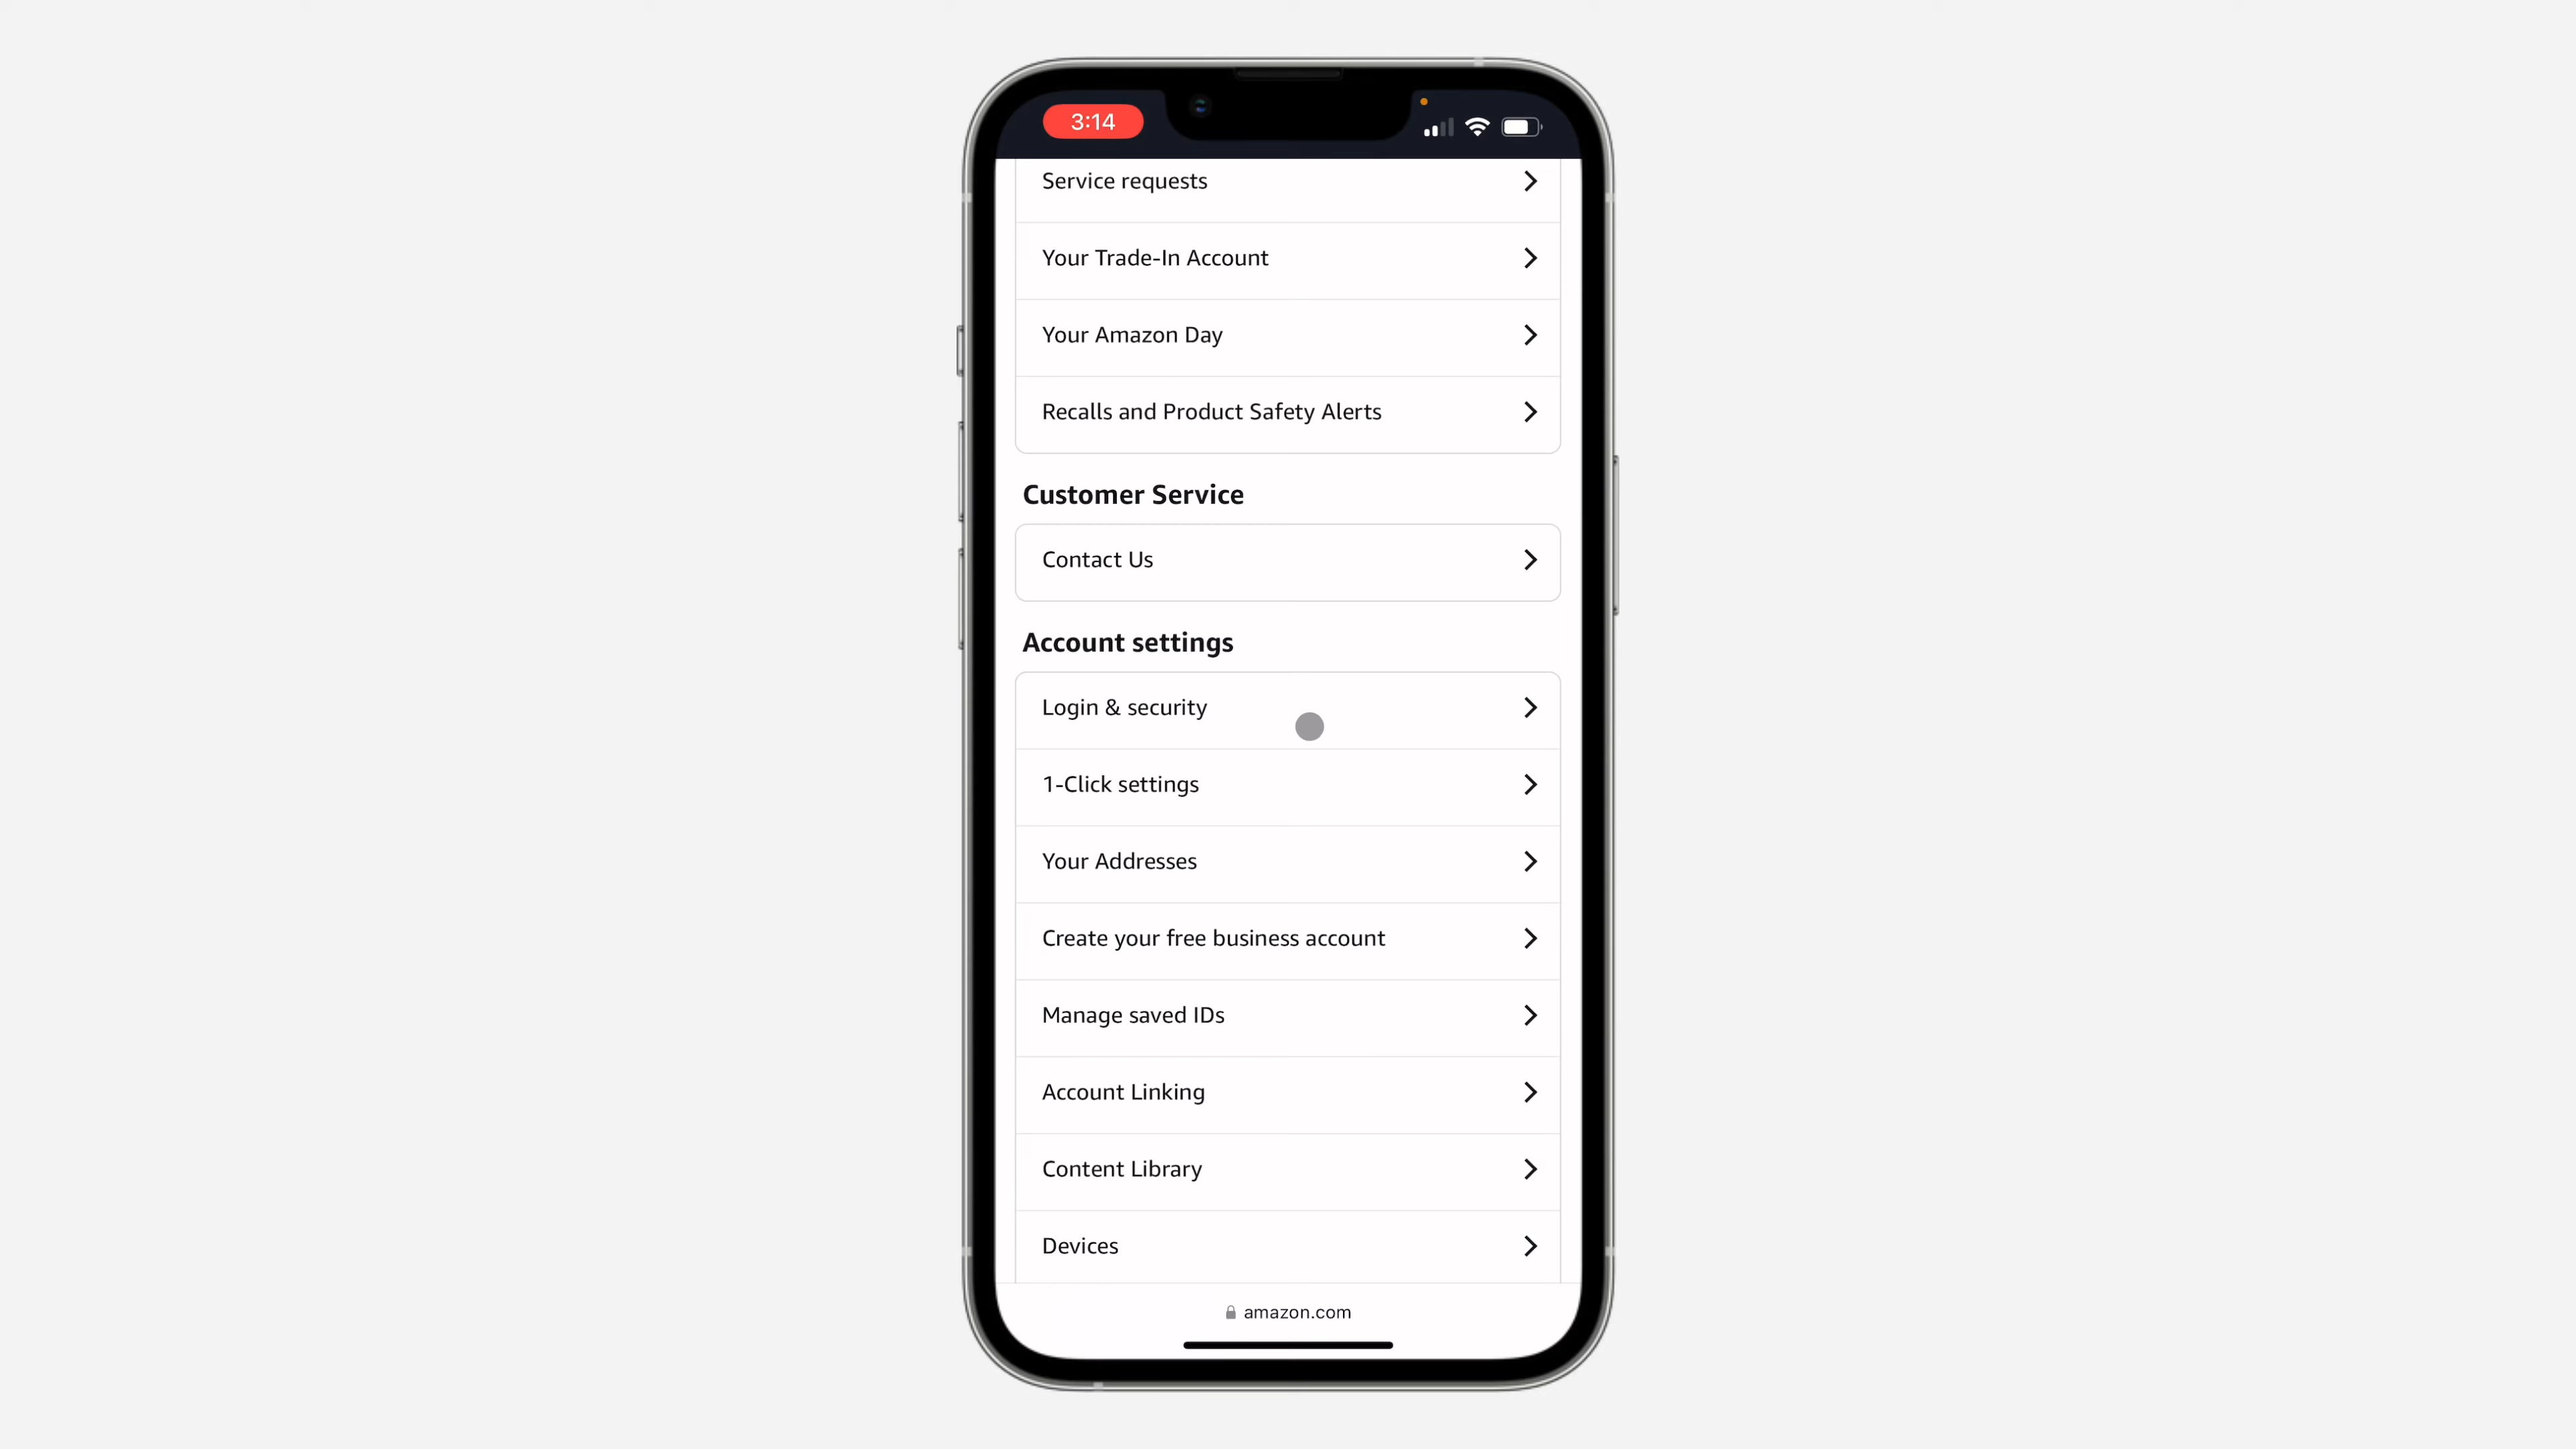 3:14
Service requests
Your Trade-In Account
Your Amazon Day
Recalls and Product Safety Alerts
Customer Service
Contact Us
Account settings
Login & security
1-Click settings
Your Addresses
Create your free business account
Manage saved IDs
Account Linking
Content Library
Devices
amazon.com